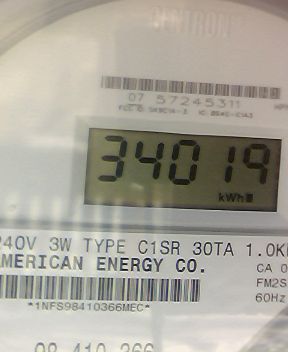 CENTRON
07 57245311
34019
kWh
240V 3W TYPE C1SR 30TA 1.0K
AMERICAN ENERGY CO.
CA 0
FM2S
*1NFS98410366MEC*
60Hz
98 410 366